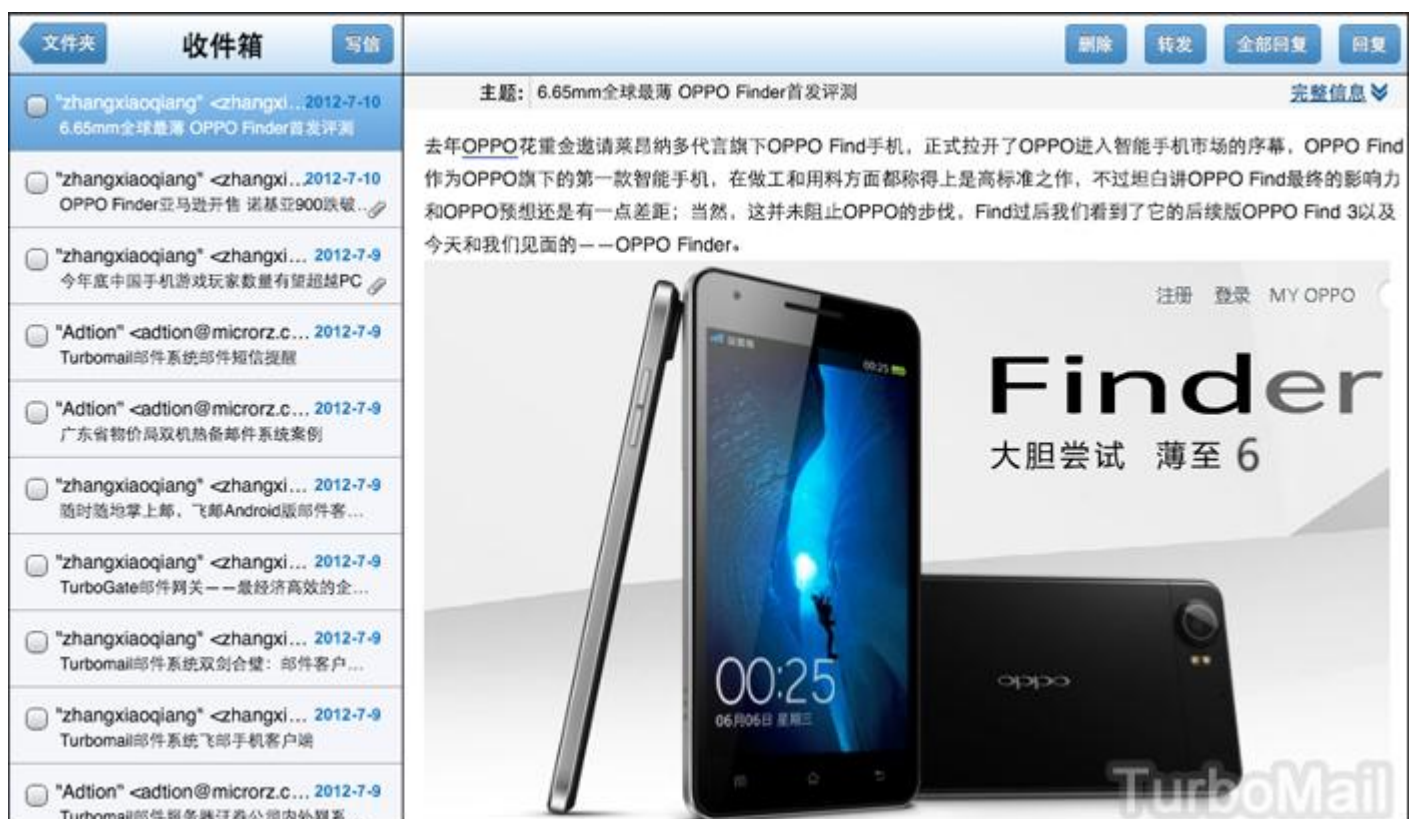 文件夹
收件箱
写信
"zhangxiaoqiang" <zhangxi...2012-7-10
6.65mm全球最薄 OPPO Finder首发评测
"zhangxiaoqiang" <zhangxi...2012-7-10
OPPO Finder亚马逊开售 诺基亚900跌破...
"zhangxiaoqiang" <zhangxi... 2012-7-9
今年底中国手机游戏玩家数量有望超越PC
"Adtion" <adtion@microrz.c... 2012-7-9
Turbomail邮件系统邮件短信提醒
"Adtion" <adtion@microrz.c... 2012-7-9
广东省物价局双机热备邮件系统案例
"zhangxiaoqiang" <zhangxi... 2012-7-9
随时随地掌上邮，飞邮Android版邮件客...
"zhangxiaoqiang" <zhangxi... 2012-7-9
TurboGate邮件网关——最经济高效的企...
"zhangxiaoqiang" <zhangxi... 2012-7-9
Turbomail邮件系统双剑合璧：邮件客户...
"zhangxiaoqiang" <zhangxi... 2012-7-9
Turbomail邮件系统飞邮手机客户端
"Adtion" <adtion@microrz.c... 2012-7-9
Turbomail邮件服务器证券公司内外网系...
删除
转发
全部回复
回复
主题: 6.65mm全球最薄 OPPO Finder首发评测
完整信息
去年OPPO花重金邀请莱昂纳多代言旗下OPPO Find手机，正式拉开了OPPO进入智能手机市场的序幕，OPPO Find
作为OPPO旗下的第一款智能手机，在做工和用料方面都称得上是高标准之作，不过坦白讲OPPO Find最终的影响力
和OPPO预想还是有一点差距；当然，这并未阻止OPPO的步伐，Find过后我们看到了它的后续版OPPO Find 3以及
今天和我们见面的——OPPO Finder。
注册 登录 MY OPPO
Finder
大胆尝试 薄至 6
00:25
00:25
06月06日 星期三
oppo
TurboMail